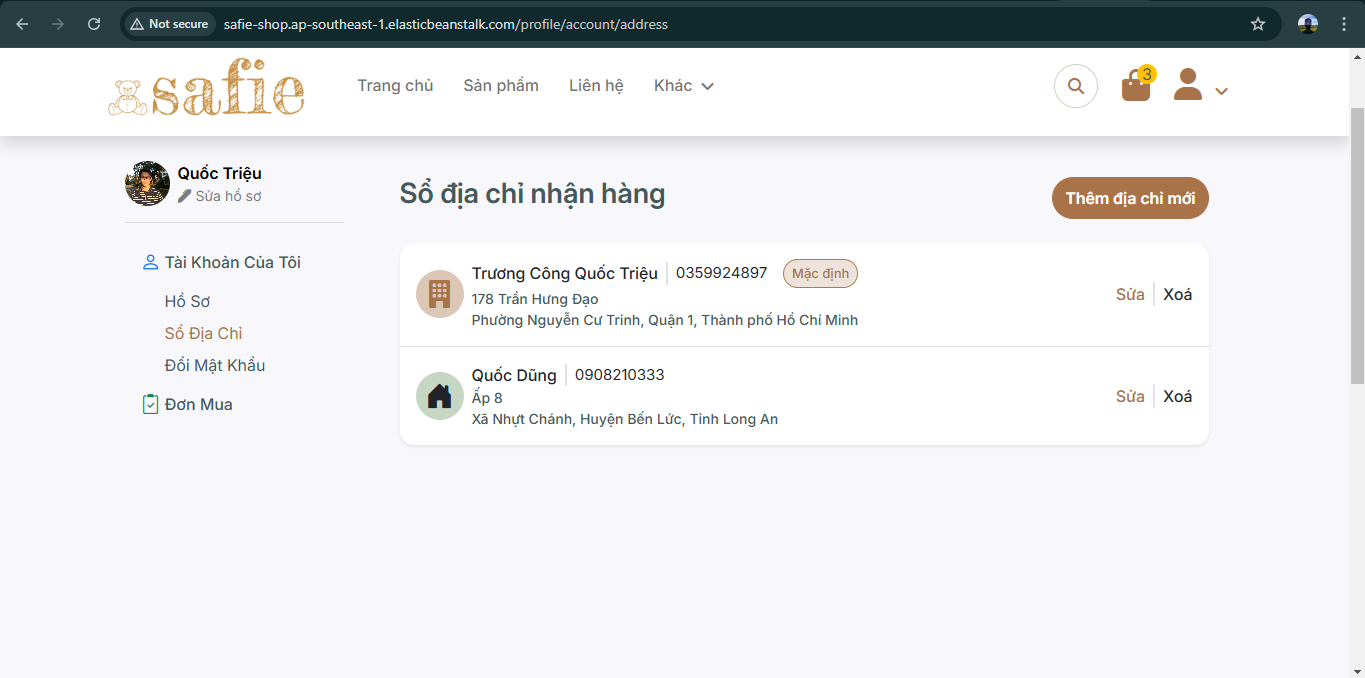 Not secure safie-shop.ap-southeast-1.elasticbeanstalk.com/profile/account/address
safie
Trang chủ Sản phẩm Liên hệ Khác
3
Quốc Triệu
Sửa hồ sơ
Tài Khoản Của Tôi
Hồ Sơ
Sổ Địa Chỉ
Đổi Mật Khẩu
Đơn Mua
Sổ địa chỉ nhận hàng
Thêm địa chỉ mới
Trương Công Quốc Triệu 0359924897 Mặc định
178 Trần Hưng Đạo
Phường Nguyễn Cư Trinh, Quận 1, Thành phố Hồ Chí Minh
Sửa Xoá
Quốc Dũng 0908210333
Ấp 8
Xã Nhựt Chánh, Huyện Bến Lức, Tỉnh Long An
Sửa Xoá